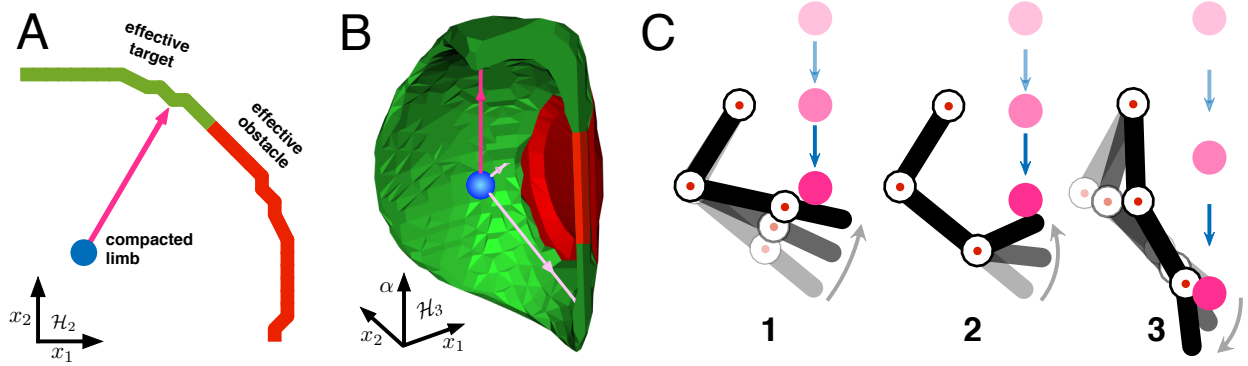 A
effective
target
effective
obstacle
compacted
limb
x₂
ℋ₂
x₁
B
α
ℋ₃
x₂
x₁
C
1
2
3